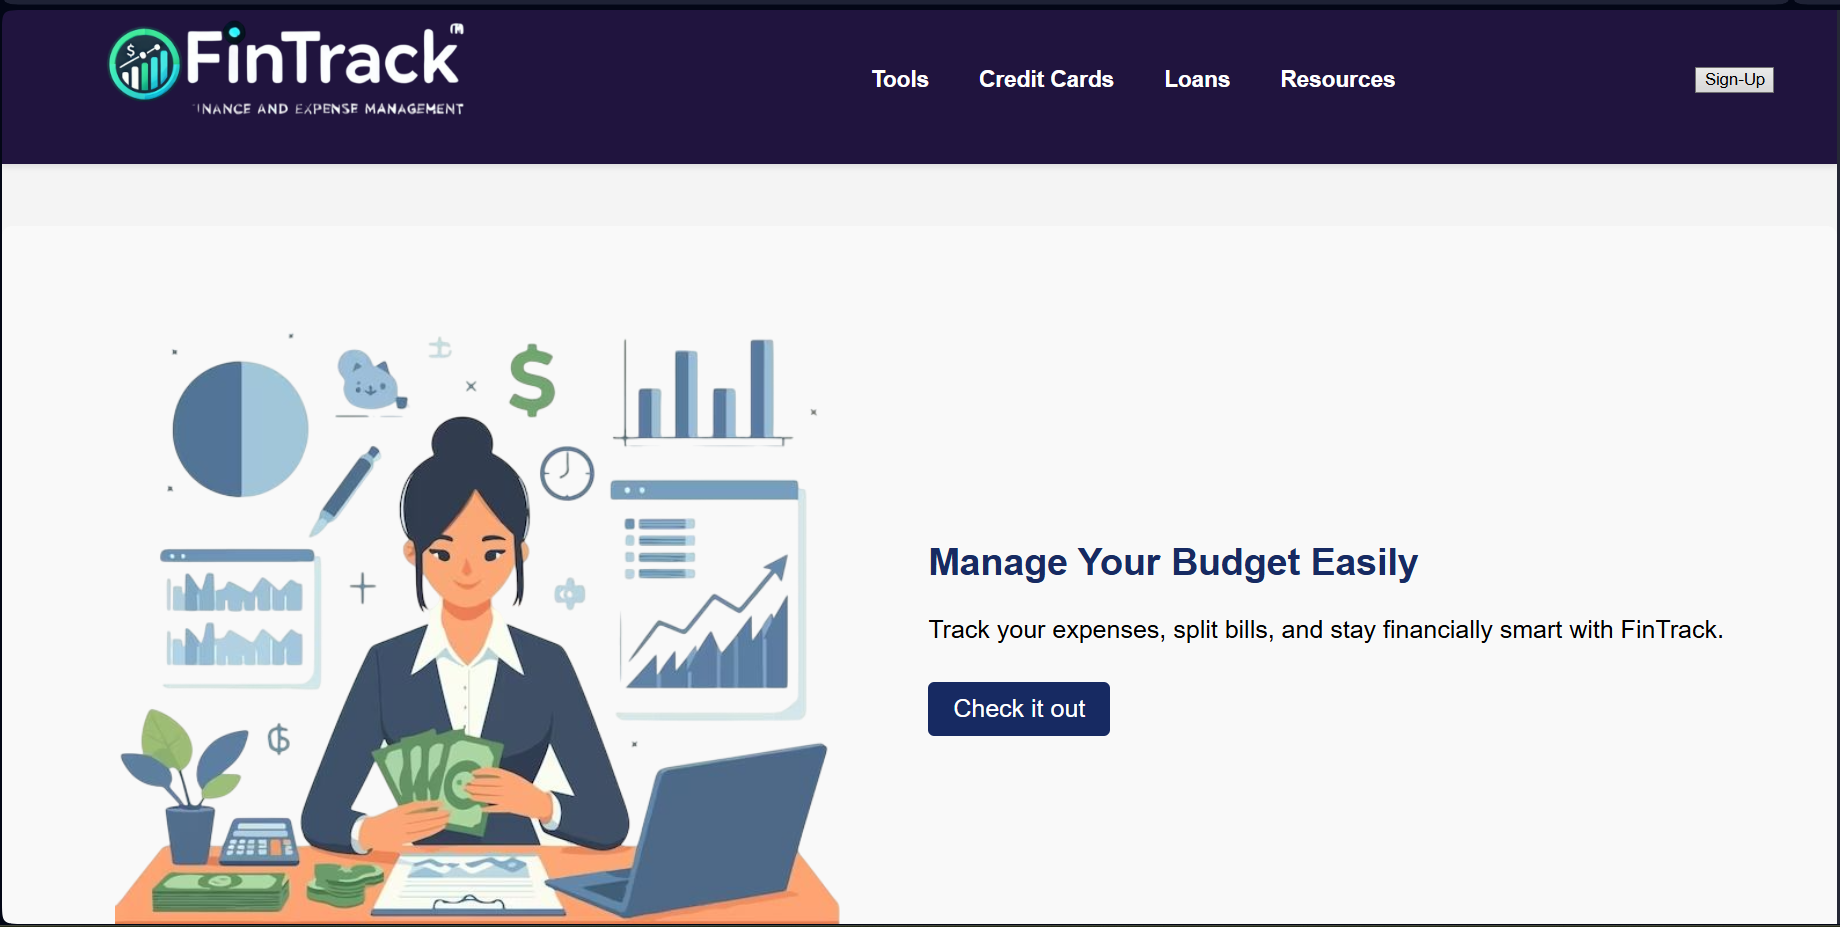 FinTrack
FINANCE AND EXPENSE MANAGEMENT
Tools
Credit Cards
Loans
Resources
Sign-Up
$
Manage Your Budget Easily
Track your expenses, split bills, and stay financially smart with FinTrack.
Check it out